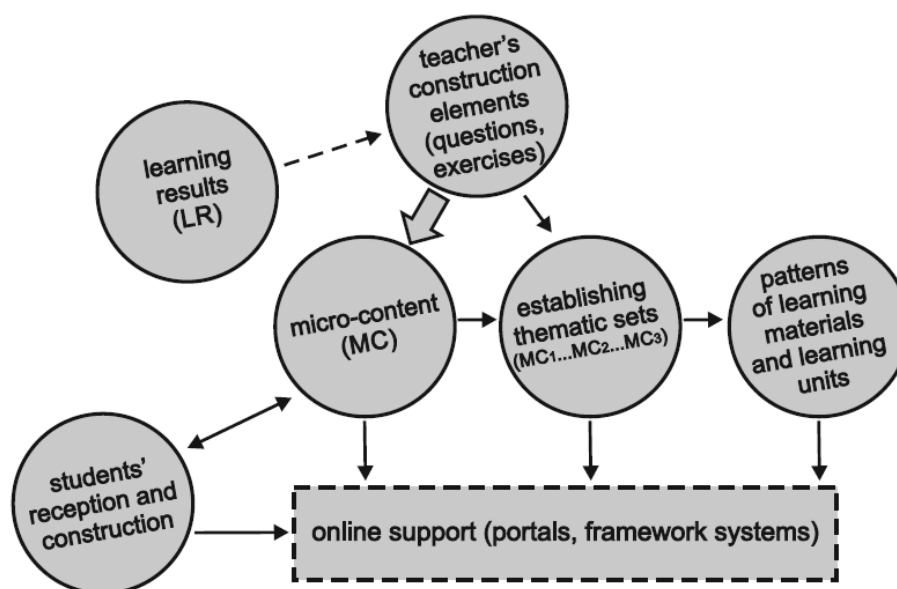 teacher's
construction
elements
(questions,
exercises)
learning
results
(LR)
micro-content
(MC)
establishing
thematic sets
(MC₁...MC₂...MC₃)
patterns
of learning
materials
and learning
units
students'
reception and
construction
online support (portals, framework systems)